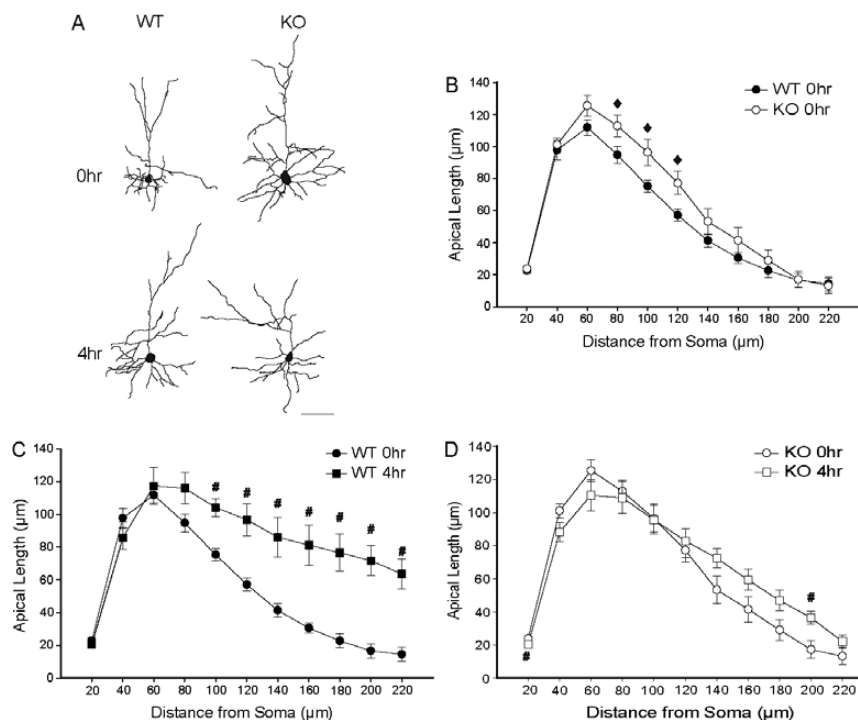 A
WT
KO
0hr
4hr
B
140
120
100
80
60
40
20
0
Apical Length (µm)
WT 0hr
KO 0hr
♦
♦
♦
20 40 60 80 100 120 140 160 180 200 220
Distance from Soma (µm)
C
140
120
100
80
60
40
20
0
Apical Length (µm)
WT 0hr
WT 4hr
# # # # # # #
20 40 60 80 100 120 140 160 180 200 220
Distance from Soma (µm)
D
140
120
100
80
60
40
20
0
Apical Length (µm)
KO 0hr
KO 4hr
#
#
20 40 60 80 100 120 140 160 180 200 220
Distance from Soma (µm)